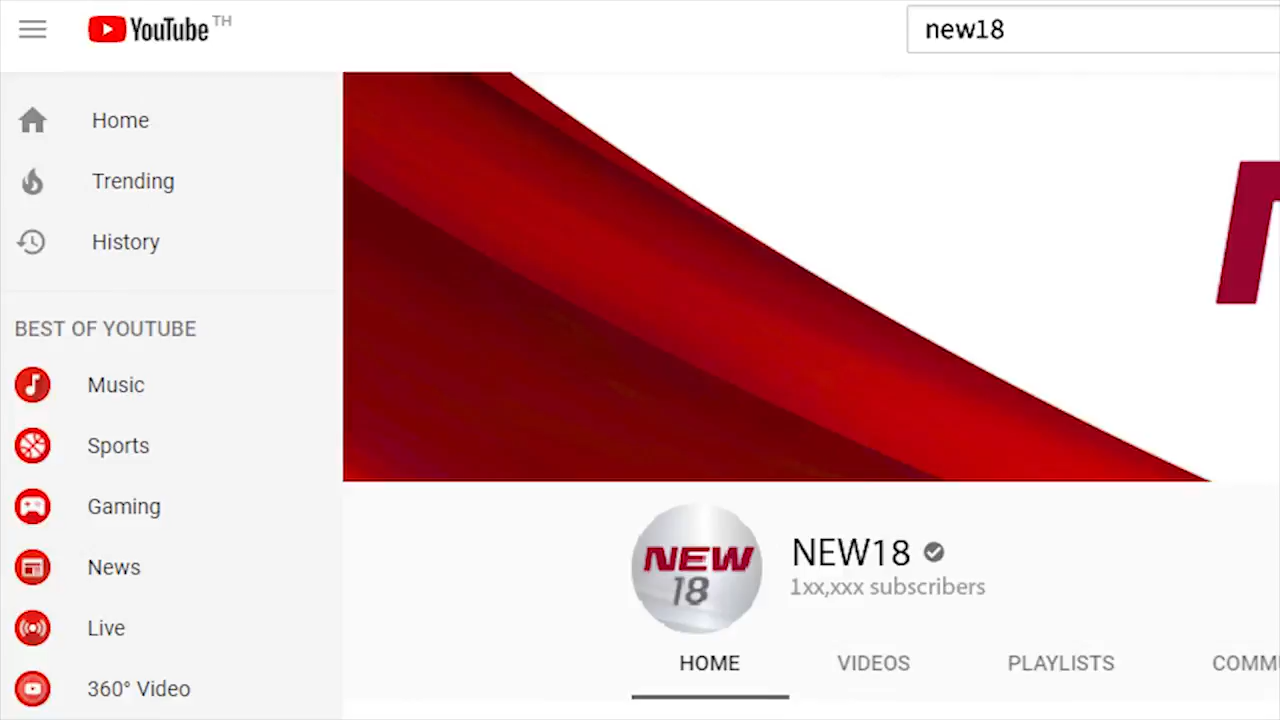 YouTube TH
new18
Home
Trending
History
BEST OF YOUTUBE
Music
Sports
Gaming
News
Live
360° Video
NEW
18
NEW18
1xx,xxx subscribers
HOME VIDEOS PLAYLISTS COMMU